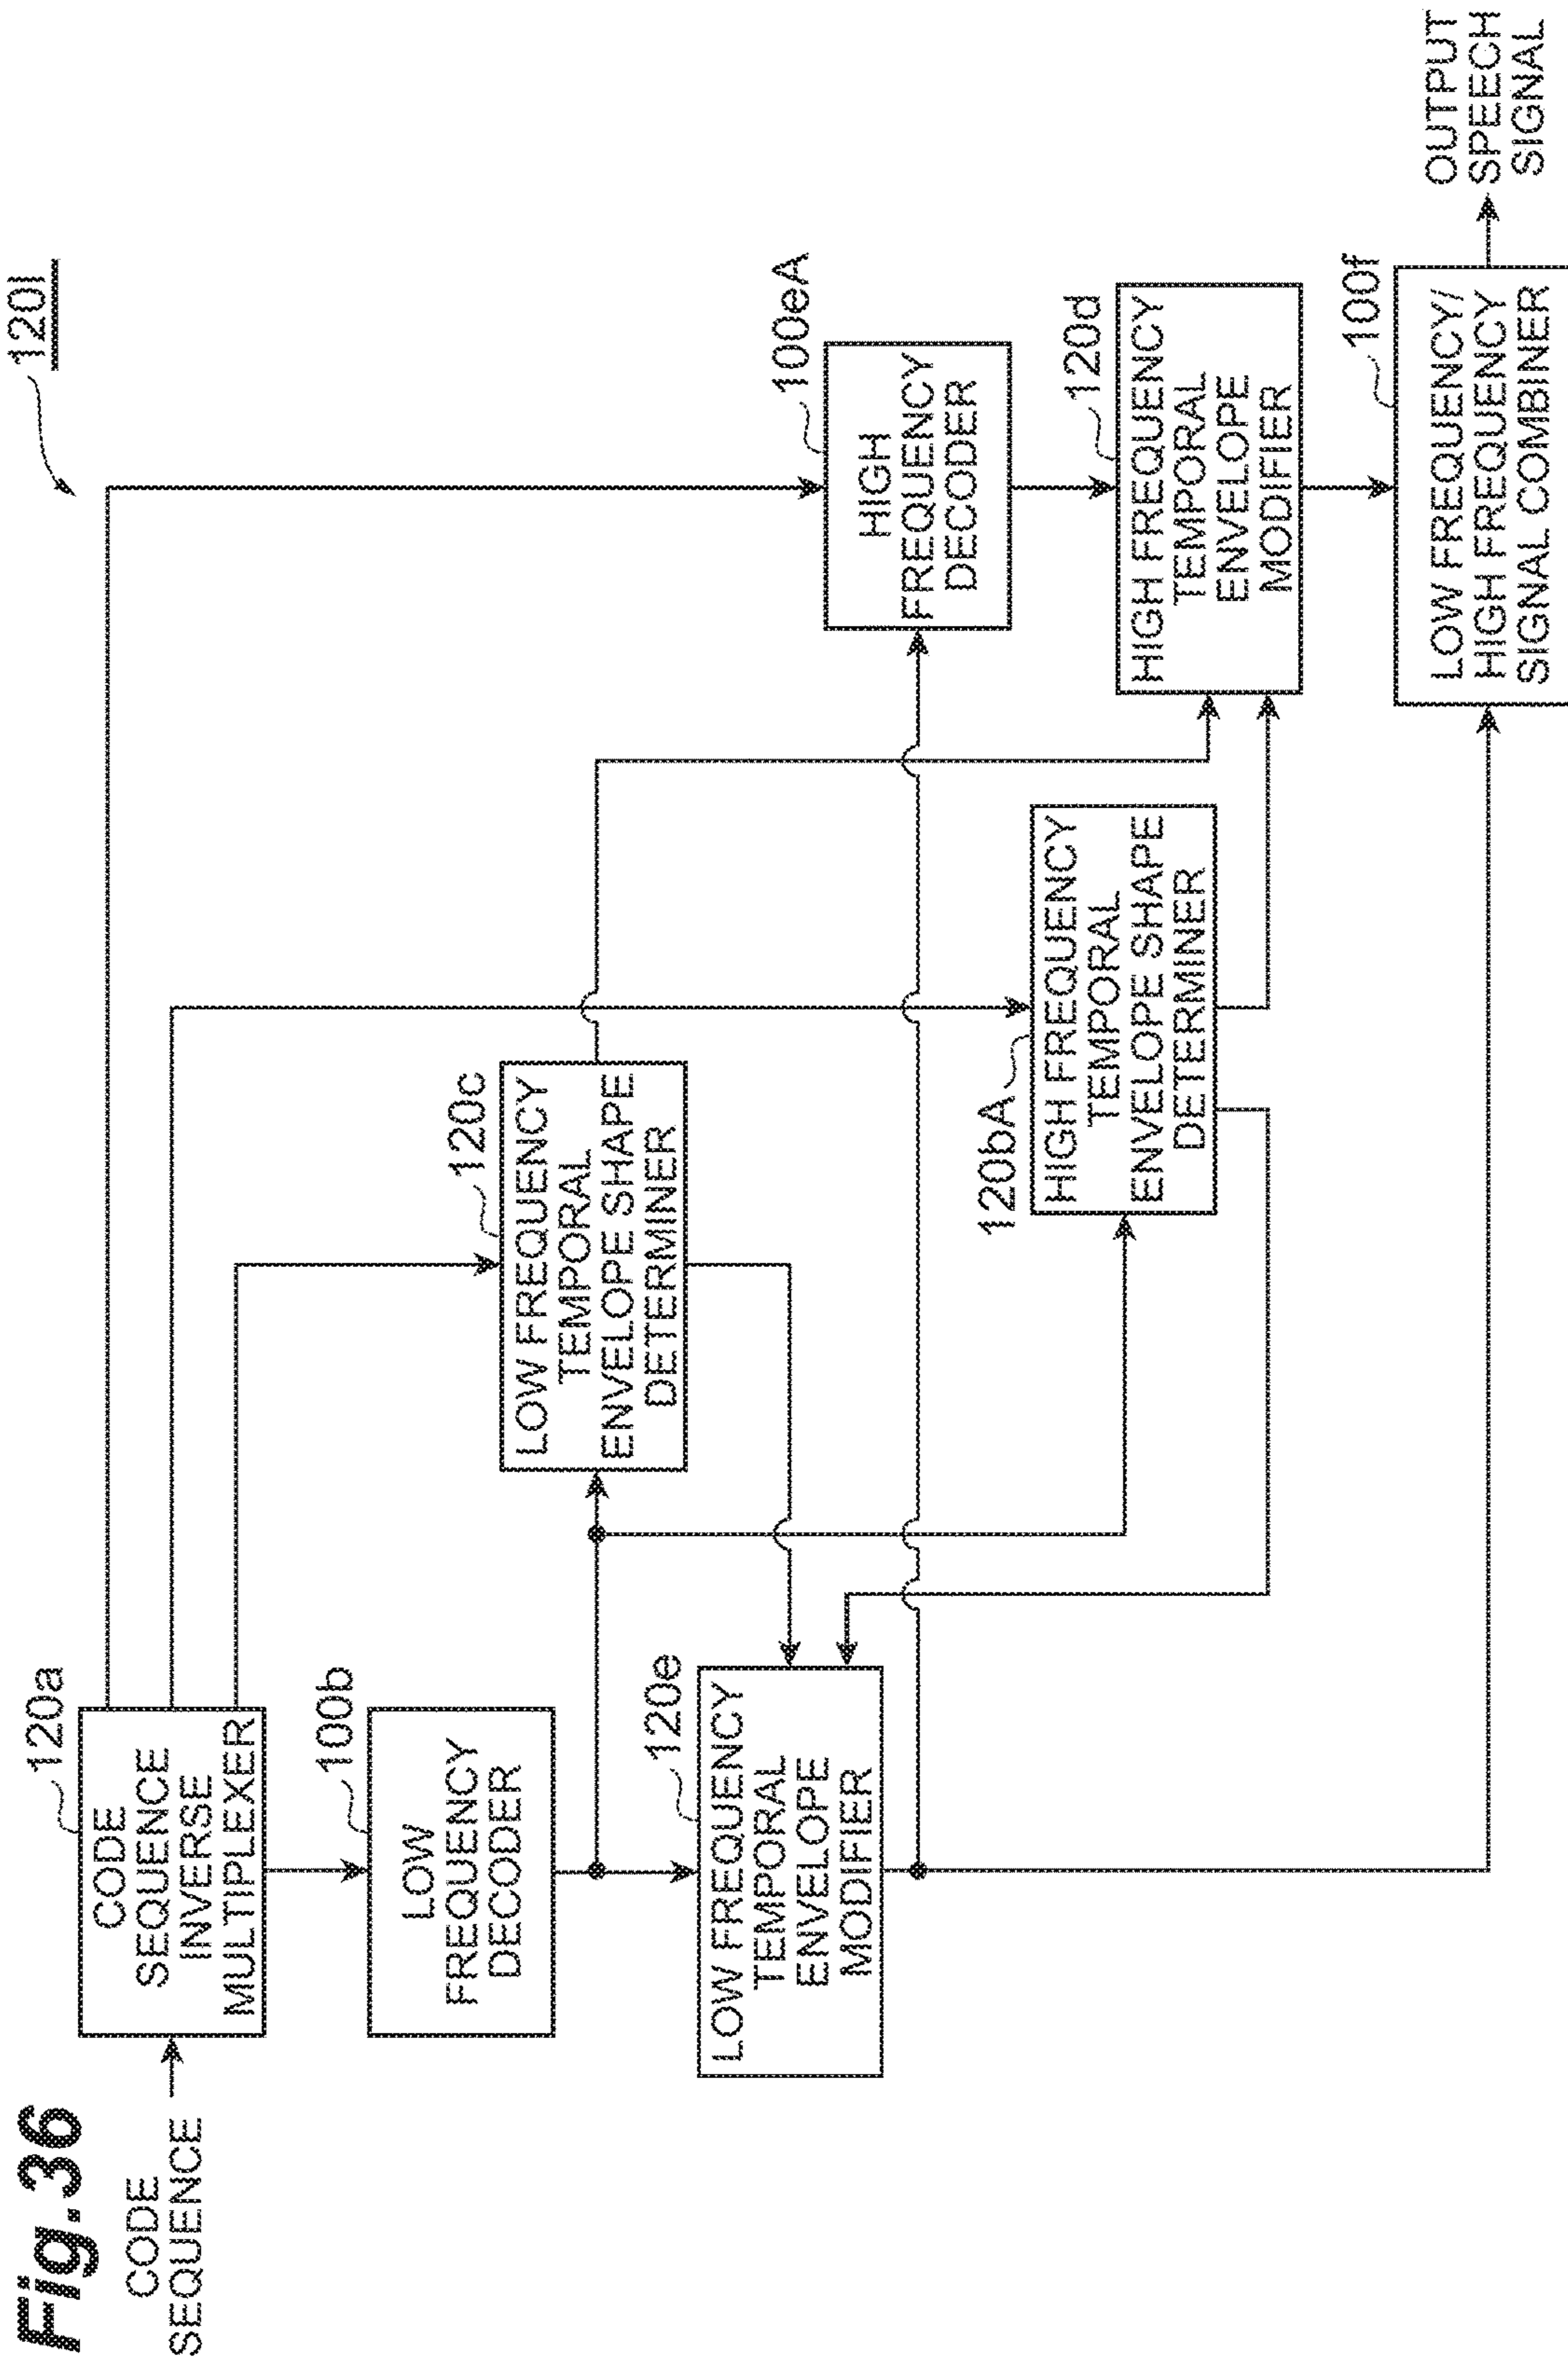 Fig.36
120l
CODE
SEQUENCE
120a
CODE
SEQUENCE
INVERSE
MULTIPLEXER
100b
LOW
FREQUENCY
DECODER
120c
LOW FREQUENCY
TEMPORAL
ENVELOPE SHAPE
DETERMINER
120e
LOW FREQUENCY
TEMPORAL
ENVELOPE
MODIFIER
100eA
HIGH
FREQUENCY
DECODER
120bA
HIGH FREQUENCY
TEMPORAL
ENVELOPE SHAPE
DETERMINER
120d
HIGH FREQUENCY
TEMPORAL
ENVELOPE
MODIFIER
100f
LOW FREQUENCY/
HIGH FREQUENCY
SIGNAL COMBINER
OUTPUT
SPEECH
SIGNAL